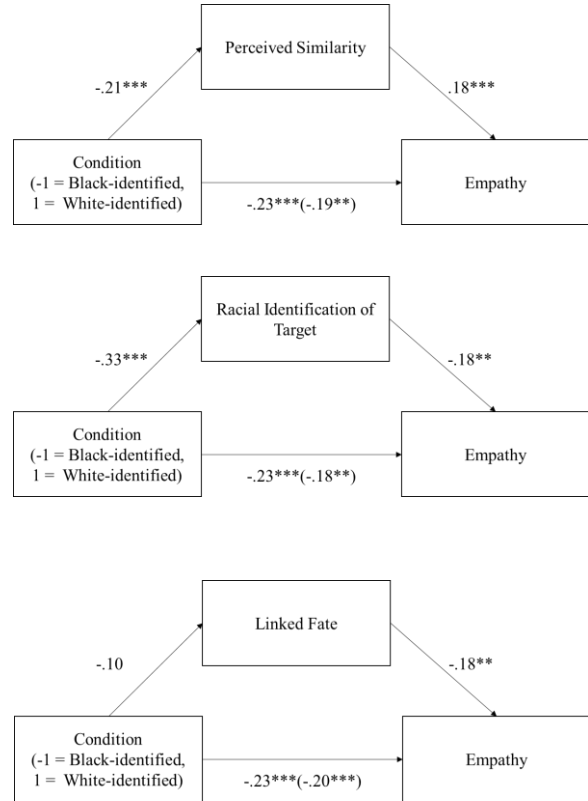 Perceived Similarity
-.21***
.18***
Condition
(-1 = Black-identified,
1 = White-identified)
Empathy
-.23***(-.19**)
Racial Identification of
Target
-.33***
-.18**
Condition
(-1 = Black-identified,
1 = White-identified)
Empathy
-.23***(-.18**)
Linked Fate
-.10
-.18**
Condition
(-1 = Black-identified,
1 = White-identified)
Empathy
-.23***(-.20***)